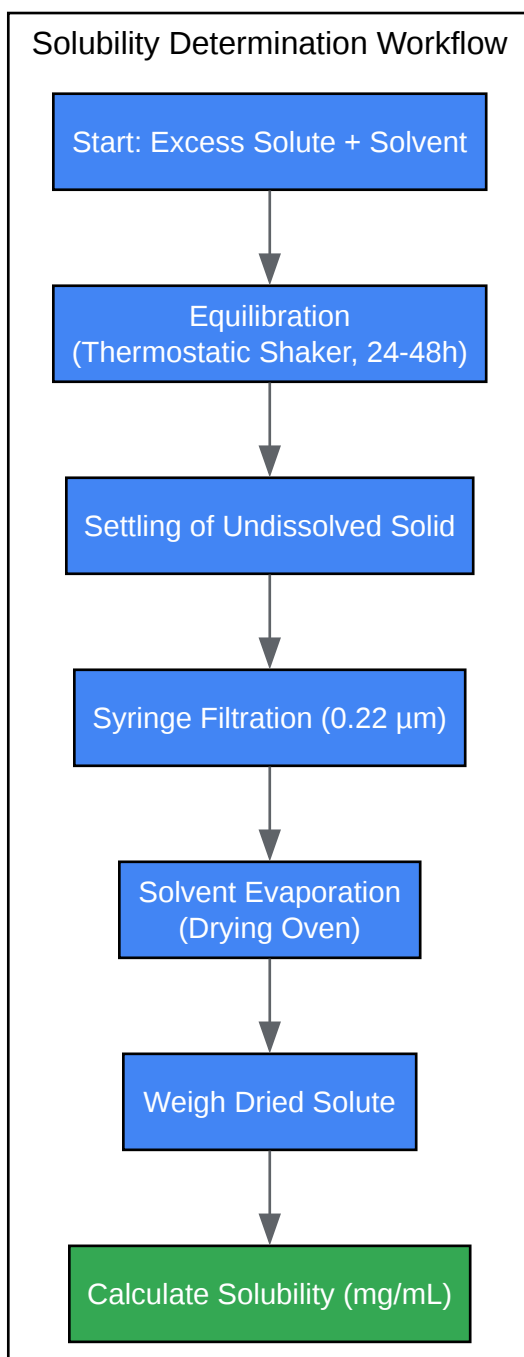 Solubility Determination Workflow
Start: Excess Solute + Solvent
Equilibration
(Thermostatic Shaker, 24-48h)
Settling of Undissolved Solid
Syringe Filtration (0.22 µm)
Solvent Evaporation
(Drying Oven)
Weigh Dried Solute
Calculate Solubility (mg/mL)